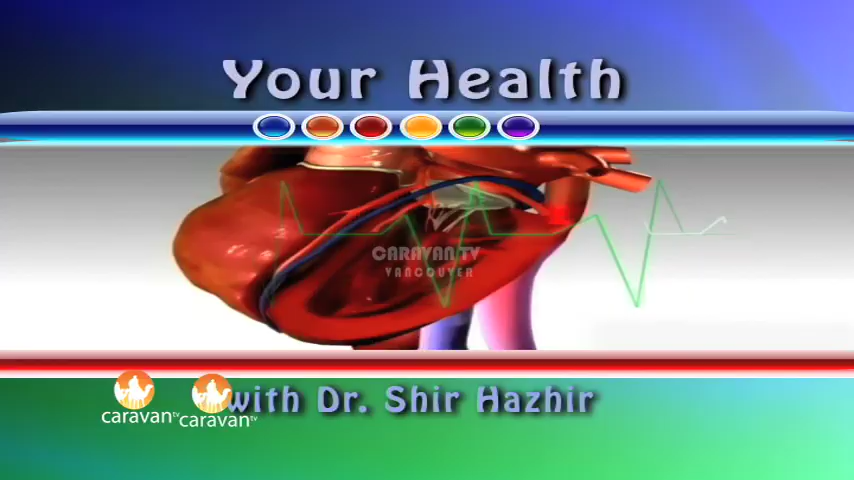 Your Health
CARAVAN TV
VANCOUVER
with Dr. Shir Hazhir
caravan tv
caravan tv